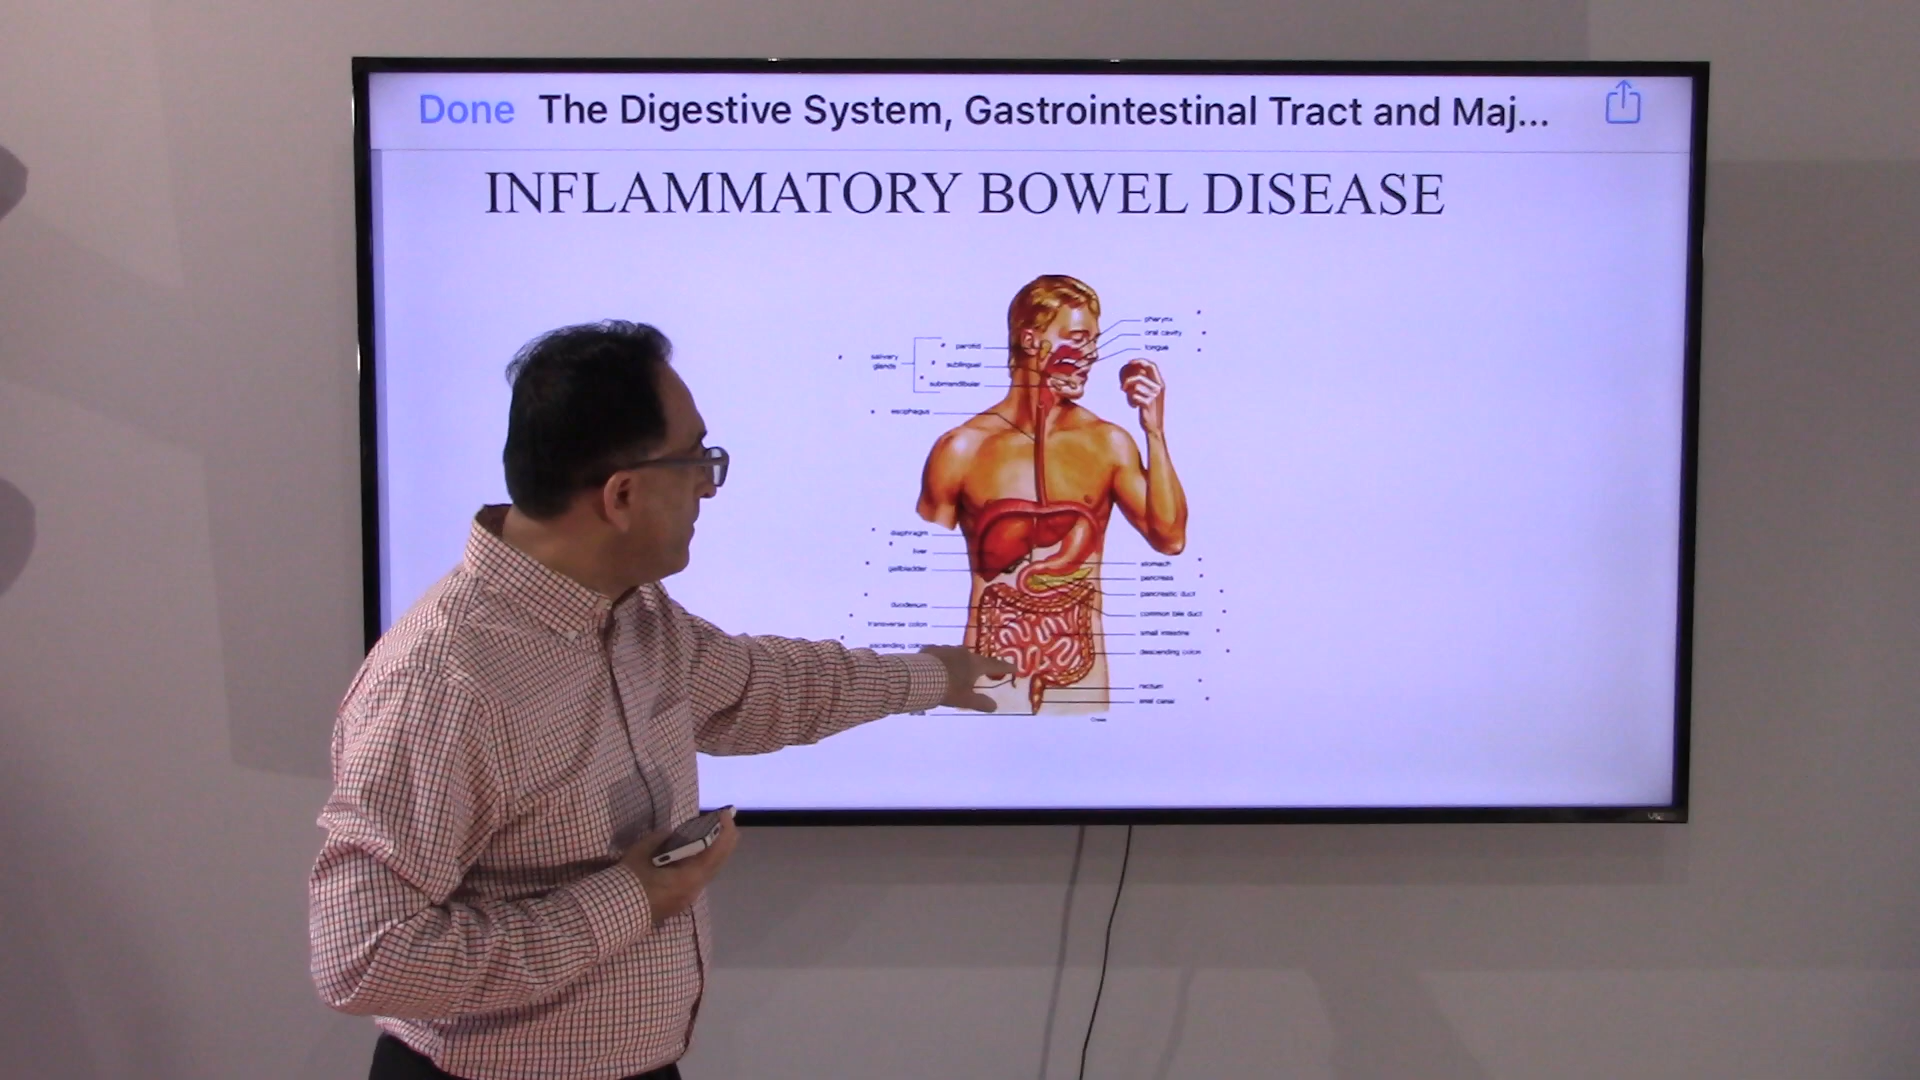 Done The Digestive System, Gastrointestinal Tract and Maj...
INFLAMMATORY BOWEL DISEASE
pharynx
oral cavity
tongue
parotid
salivary
glands
sublingual
submandibular
esophagus
diaphragm
liver
gallbladder
duodenum
transverse colon
ascending colon
stomach
pancreas
pancreatic duct
common bile duct
small intestine
descending colon
rectum
anal canal